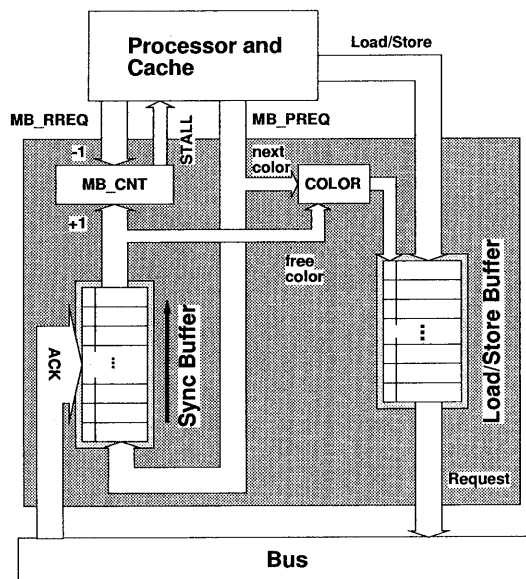 Processor and
Cache
Load/Store
MB_RREQ
MB_PREQ
-1
STALL
next
color
MB_CNT
COLOR
+1
free
color
Sync Buffer
Load/Store Buffer
ACK
...
...
Request
Bus